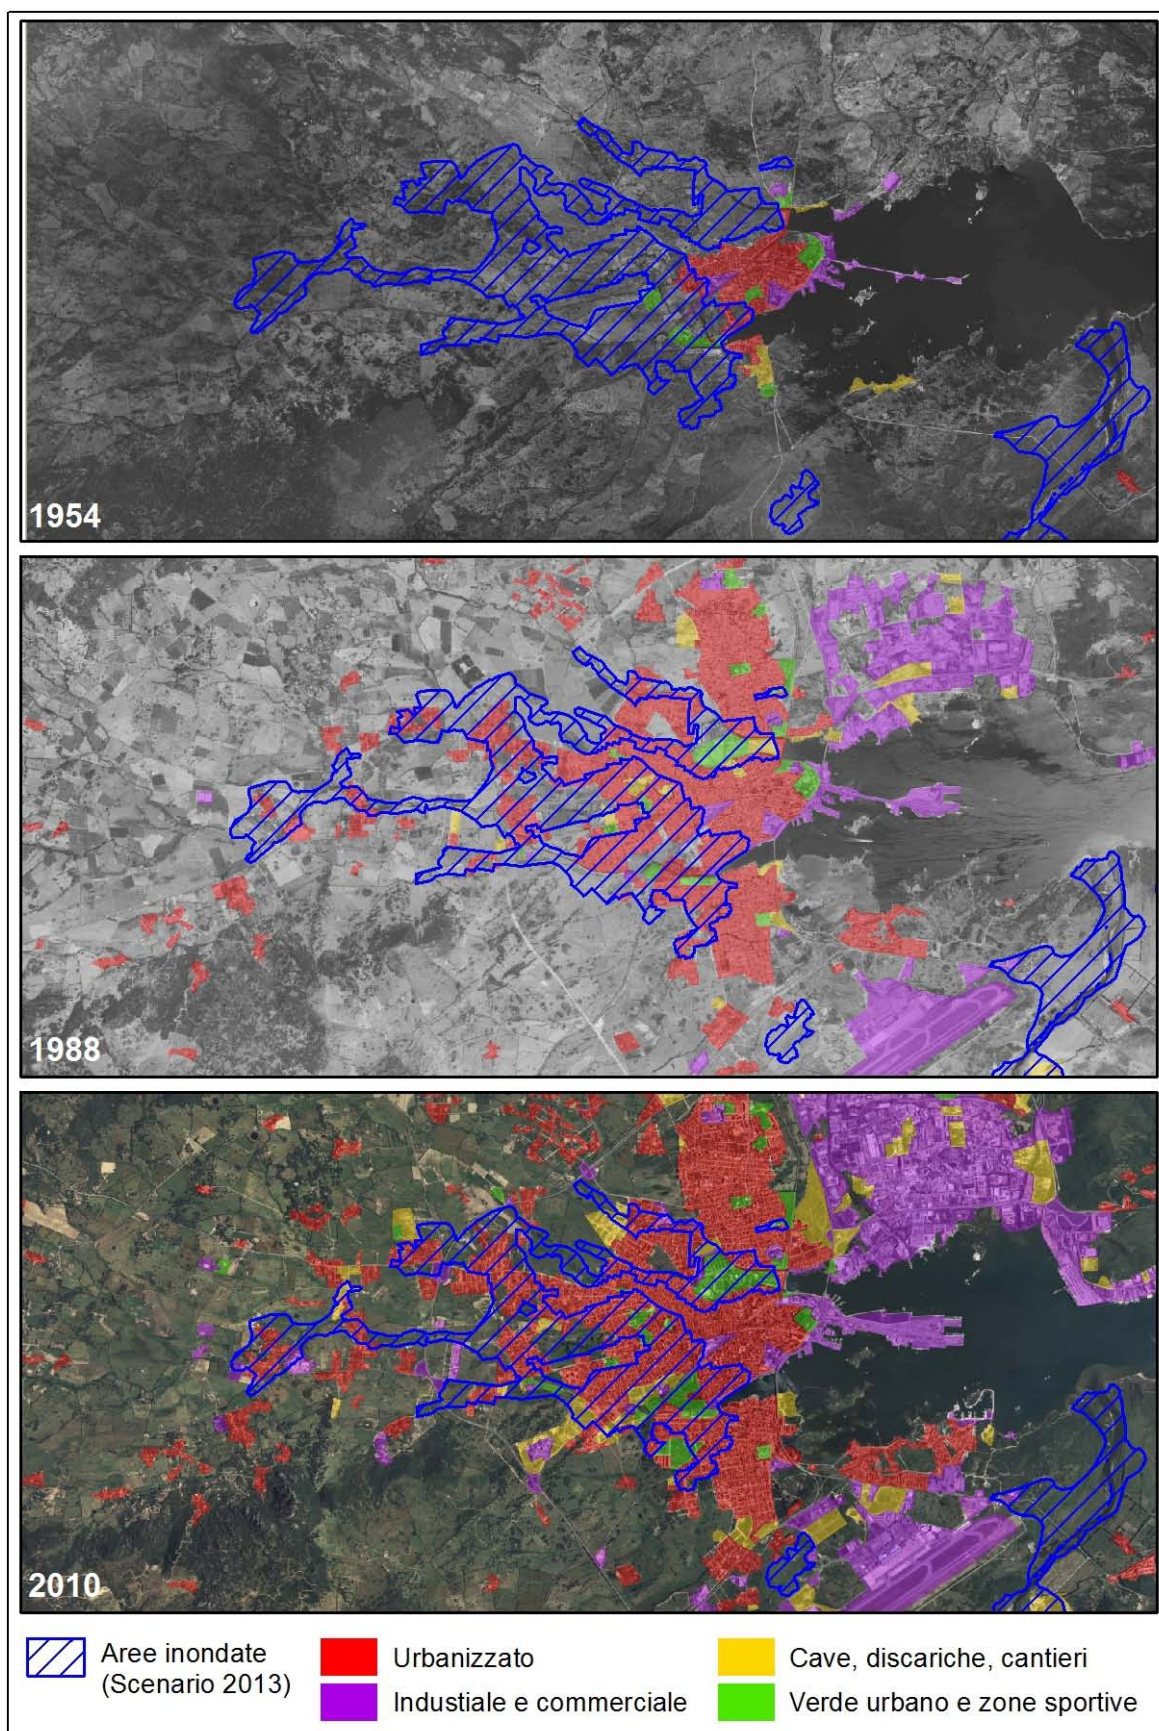 1954
1988
2010
Aree inondate
(Scenario 2013)
Urbanizzato
Industiale e commerciale
Cave, discariche, cantieri
Verde urbano e zone sportive